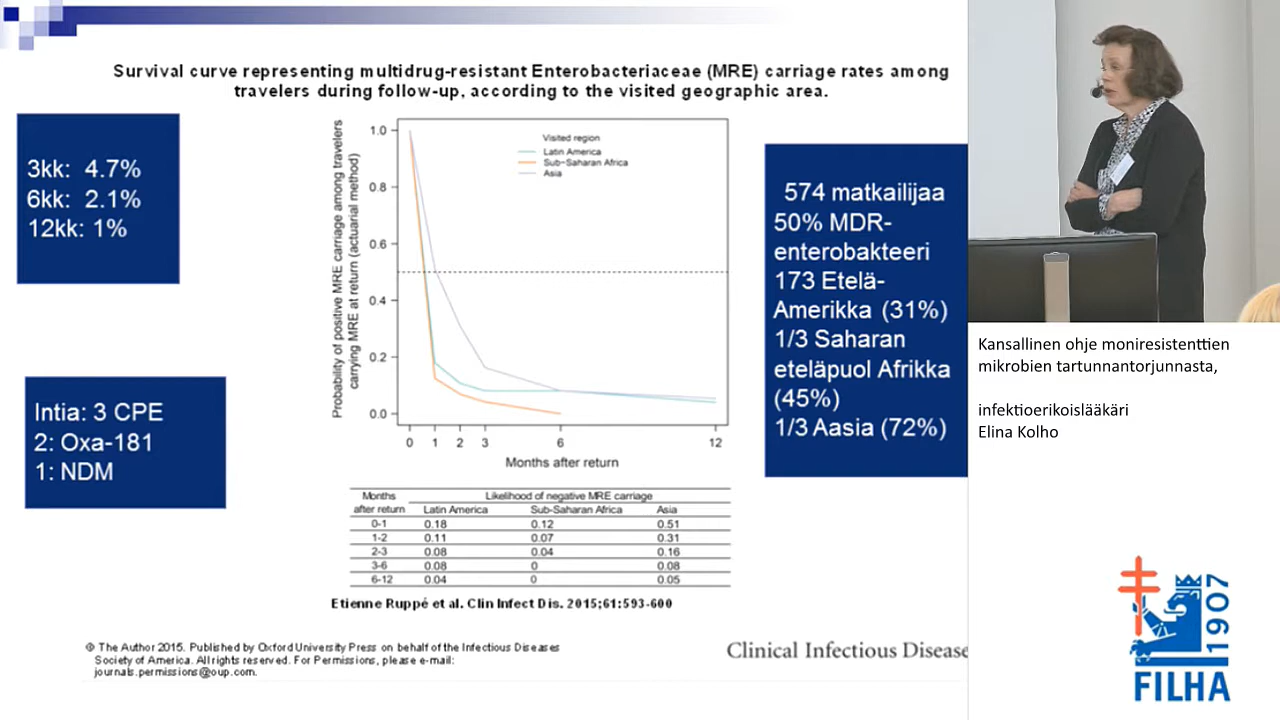 Survival curve representing multidrug-resistant Enterobacteriaceae (MRE) carriage rates among
travelers during follow-up, according to the visited geographic area.
3kk: 4.7%
6kk: 2.1%
12kk: 1%
Intia: 3 CPE
2: Oxa-181
1: NDM
Probability of positive MRE carriage among travelers
carrying MRE at return (actuarial method)
1.0
0.8
0.6
0.4
0.2
0.0
Visited region
Latin America
Sub-Saharan Africa
Asia
0 1 2 3 6 12
Months after return
Months after return Likelihood of negative MRE carriage
Latin America Sub-Saharan Africa Asia
0-1 0.18 0.12 0.51
1-2 0.11 0.07 0.31
2-3 0.08 0.04 0.16
3-6 0.08 0 0.08
6-12 0.04 0 0.05
Etienne Ruppé et al. Clin Infect Dis. 2015;61:593-600
574 matkailijaa
50% MDR-
enterobakteeri
173 Etelä-
Amerikka (31%)
1/3 Saharan
eteläpuol Afrikka
(45%)
1/3 Aasia (72%)
© The Author 2015. Published by Oxford University Press on behalf of the Infectious Diseases
Society of America. All rights reserved. For Permissions, please e-mail:
journals.permissions@oup.com.
Clinical Infectious Disease
Kansallinen ohje moniresistenttien
mikrobien tartunnantorjunnasta,
infektioerikoislääkäri
Elina Kolho
1907
FILHA